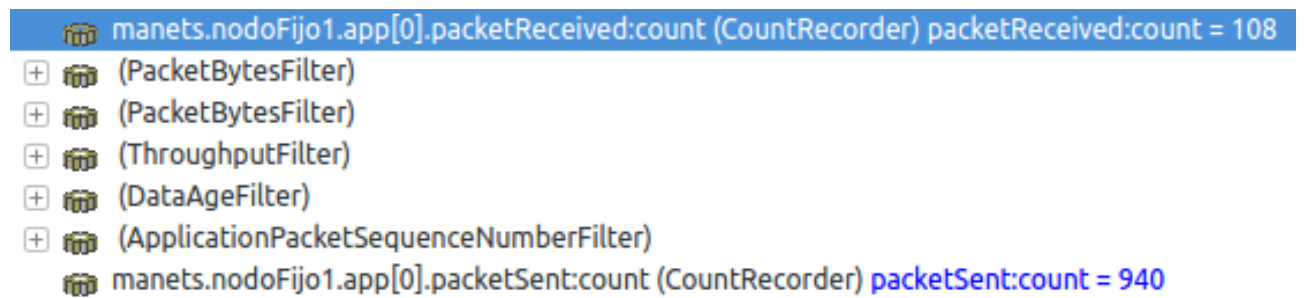 manets.nodoFijo1.app[0].packetReceived:count (CountRecorder) packetReceived:count = 108
(PacketBytesFilter)
(PacketBytesFilter)
(ThroughputFilter)
(DataAgeFilter)
(ApplicationPacketSequenceNumberFilter)
manets.nodoFijo1.app[0].packetSent:count (CountRecorder) packetSent:count = 940